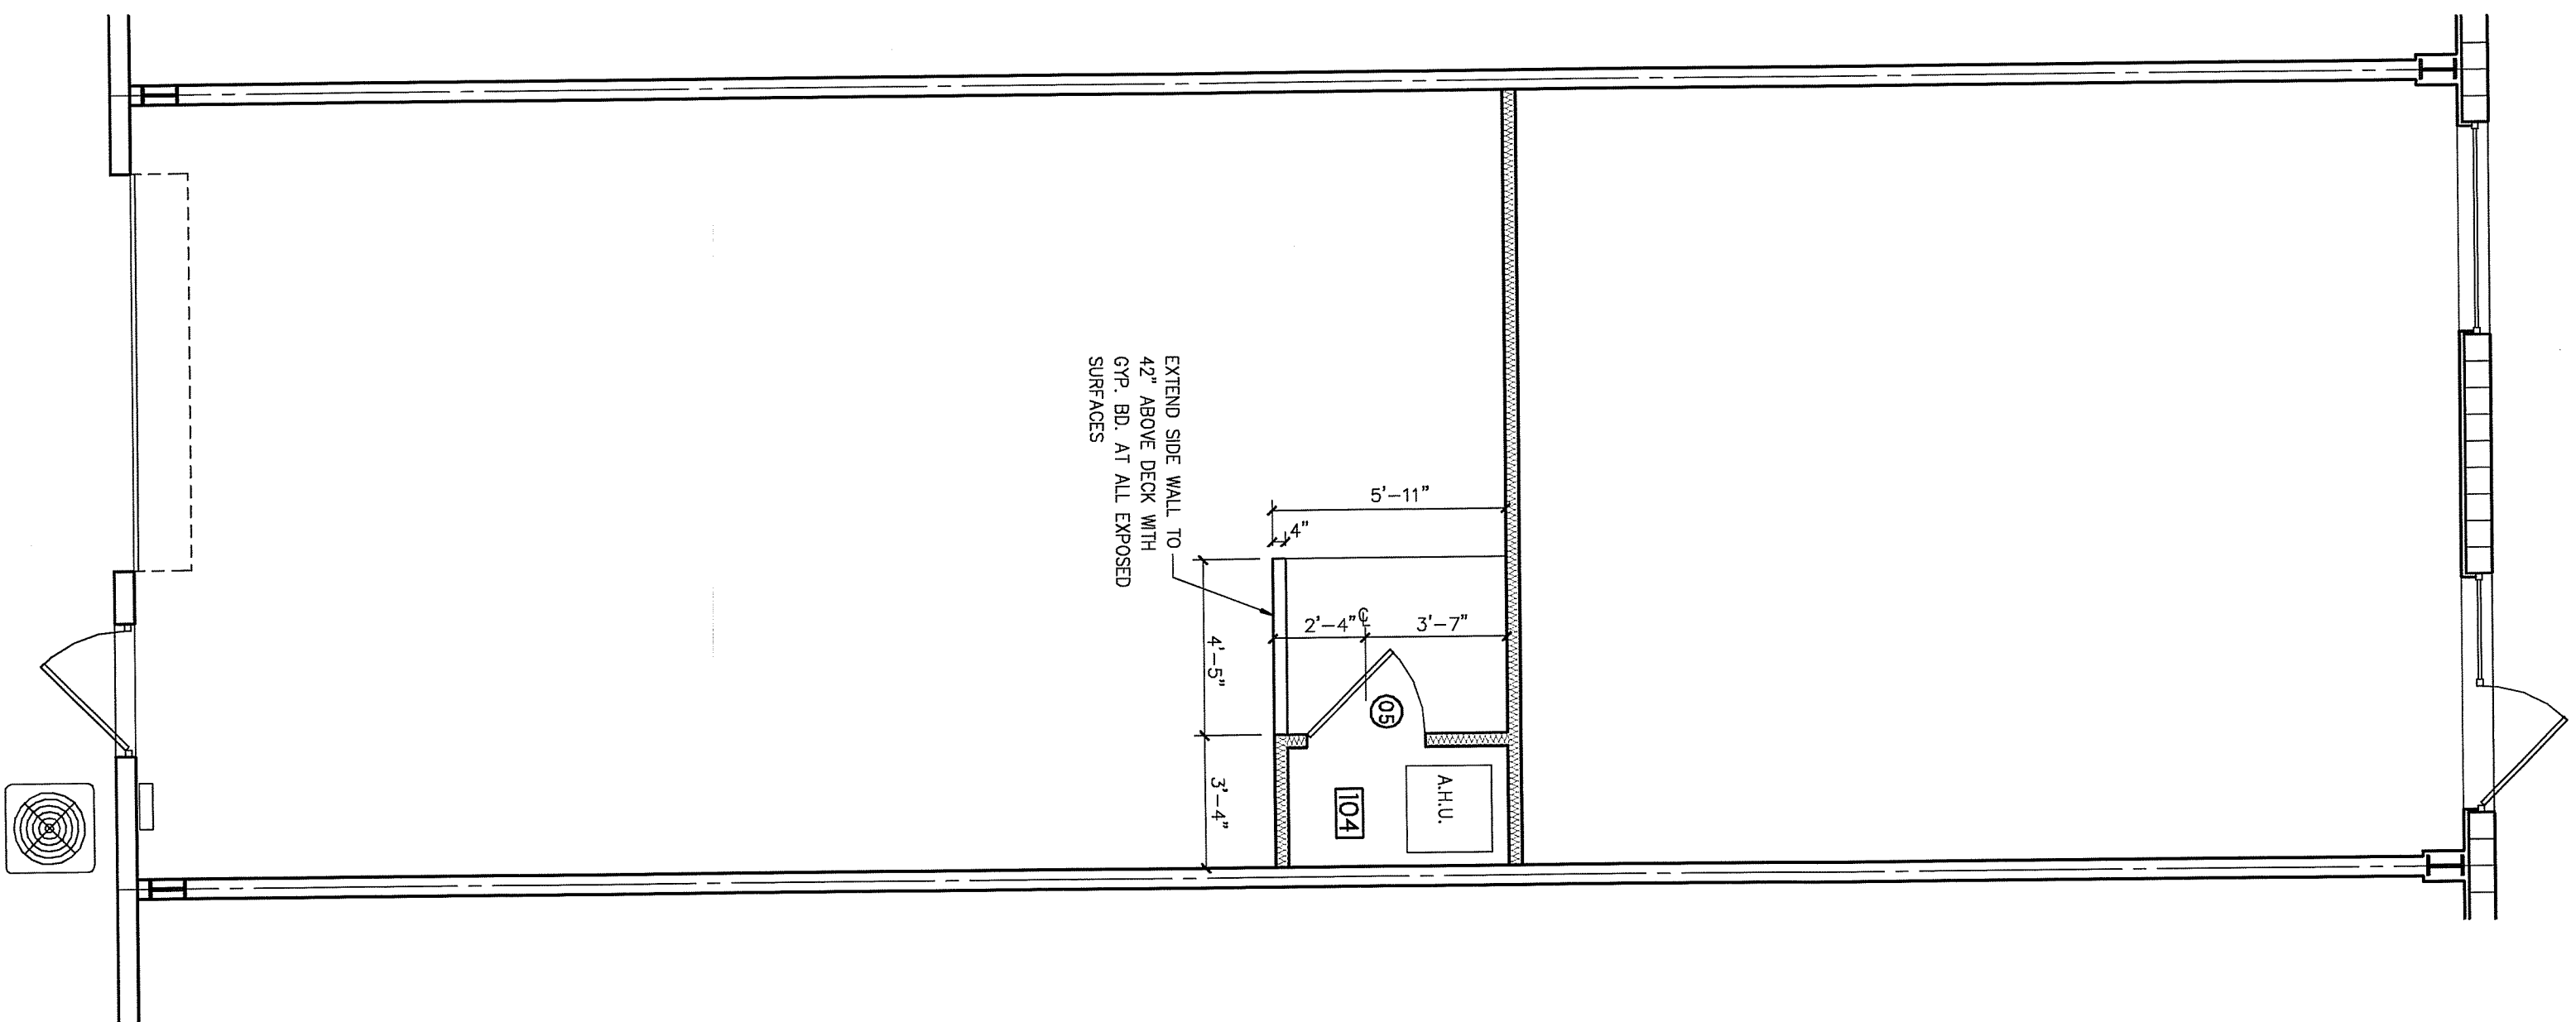 EXTEND SIDE WALL TO
42" ABOVE DECK WITH
GYP. BD. AT ALL EXPOSED
SURFACES
5'-11"
4"
2'-4"
℄
3'-7"
4'-5"
3'-4"
05
104
A.H.U.